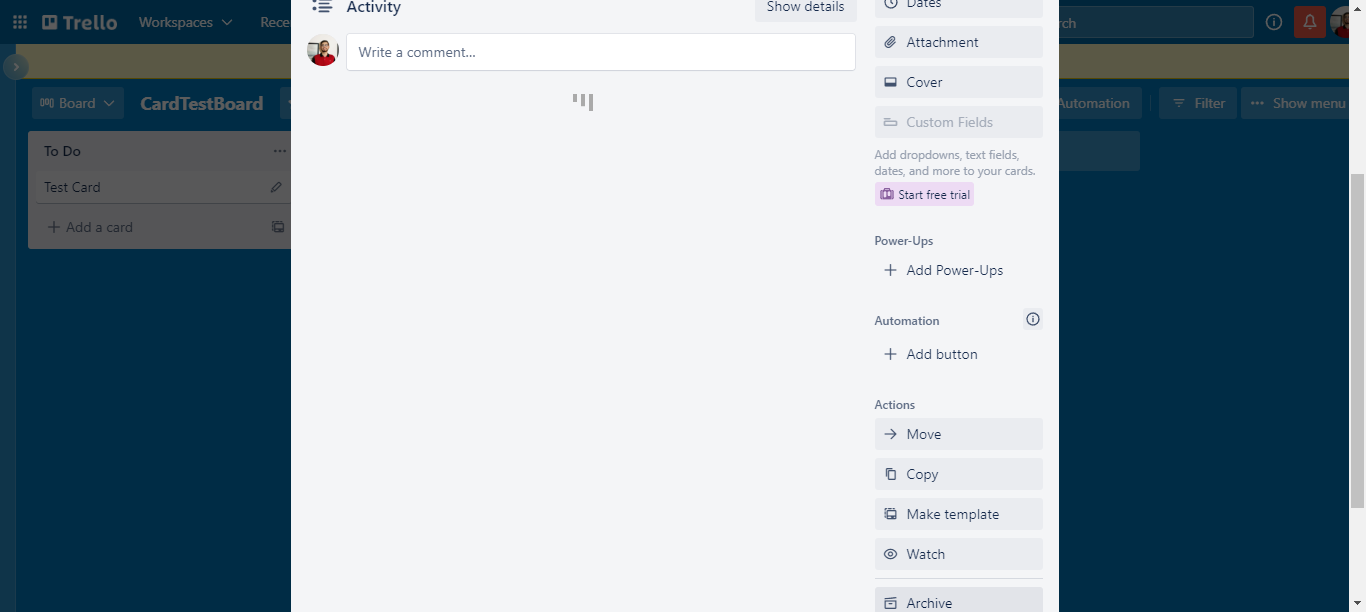 Trello
Workspaces
Rece
rch
Board
CardTestBoard
Automation
Filter
Show menu
To Do
Test Card
Add a card
Activity
Show details
Write a comment...
Dates
Attachment
Cover
Custom Fields
Add dropdowns, text fields,
dates, and more to your cards.
Start free trial
Power-Ups
Add Power-Ups
Automation
Add button
Actions
Move
Copy
Make template
Watch
Archive